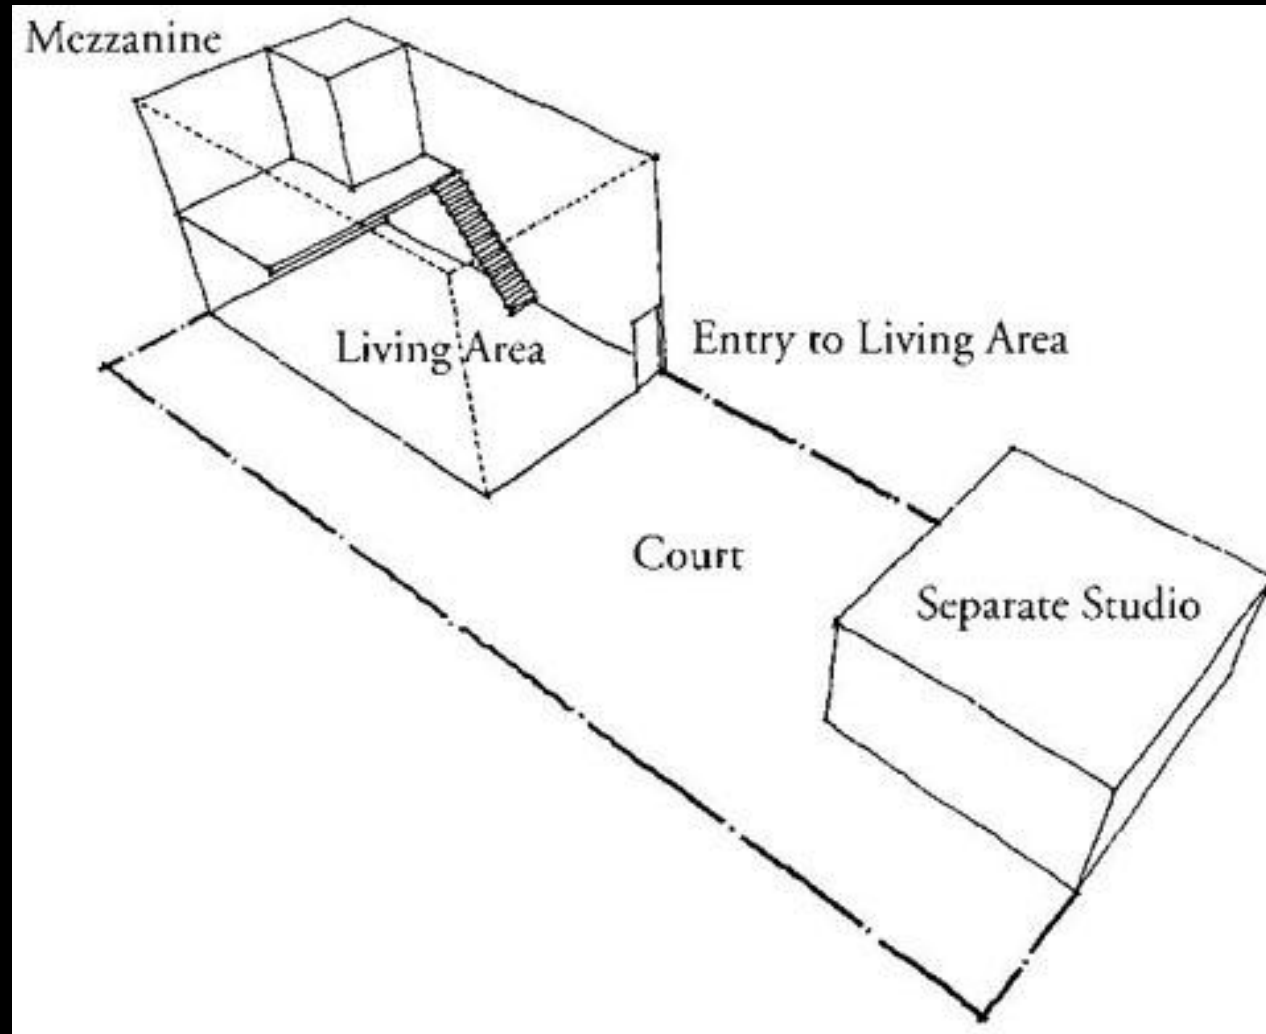 Mezzanine
Living Area
Entry to Living Area
Court
Separate Studio